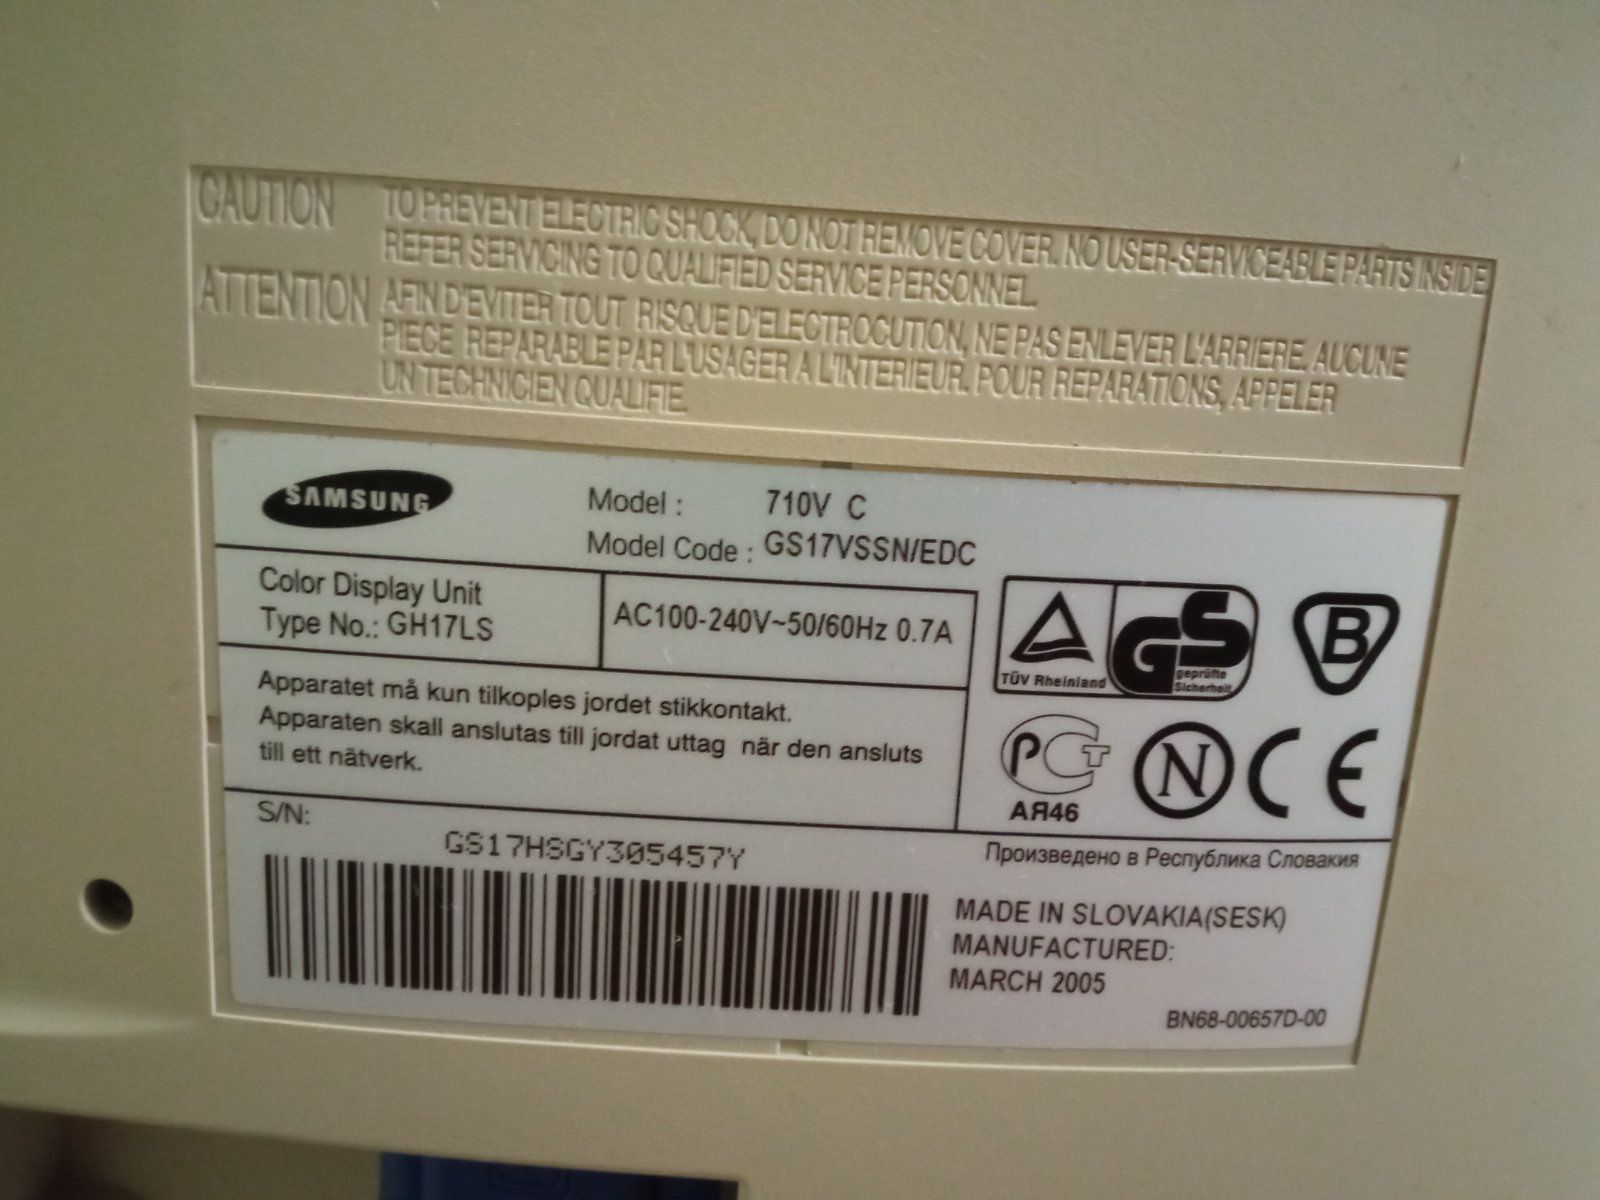 CAUTION TO PREVENT ELECTRIC SHOCK, DO NOT REMOVE COVER. NO USER-SERVICEABLE PARTS INSIDE.
REFER SERVICING TO QUALIFIED SERVICE PERSONNEL.
ATTENTION AFIN D'EVITER TOUT RISQUE D'ELECTROCUTION, NE PAS ENLEVER L'ARRIERE. AUCUNE
PIECE REPARABLE PAR L'USAGER A L'INTERIEUR. POUR REPARATIONS, APPELER
UN TECHNICIEN QUALIFIE.
SAMSUNG
Model : 710V C
Model Code : GS17VSSN/EDC
Color Display Unit
Type No.: GH17LS
AC100-240V~50/60Hz 0.7A
TÜV Rheinland
GS
geprüfte
Sicherheit
B
Apparatet må kun tilkoples jordet stikkontakt.
Apparaten skall anslutas till jordat uttag när den ansluts
till ett nätverk.
РСТ
АЯ46
N
CE
S/N:
GS17HSGY305457Y
Произведено в Республика Словакия
MADE IN SLOVAKIA(SESK)
MANUFACTURED:
MARCH 2005
BN68-00657D-00